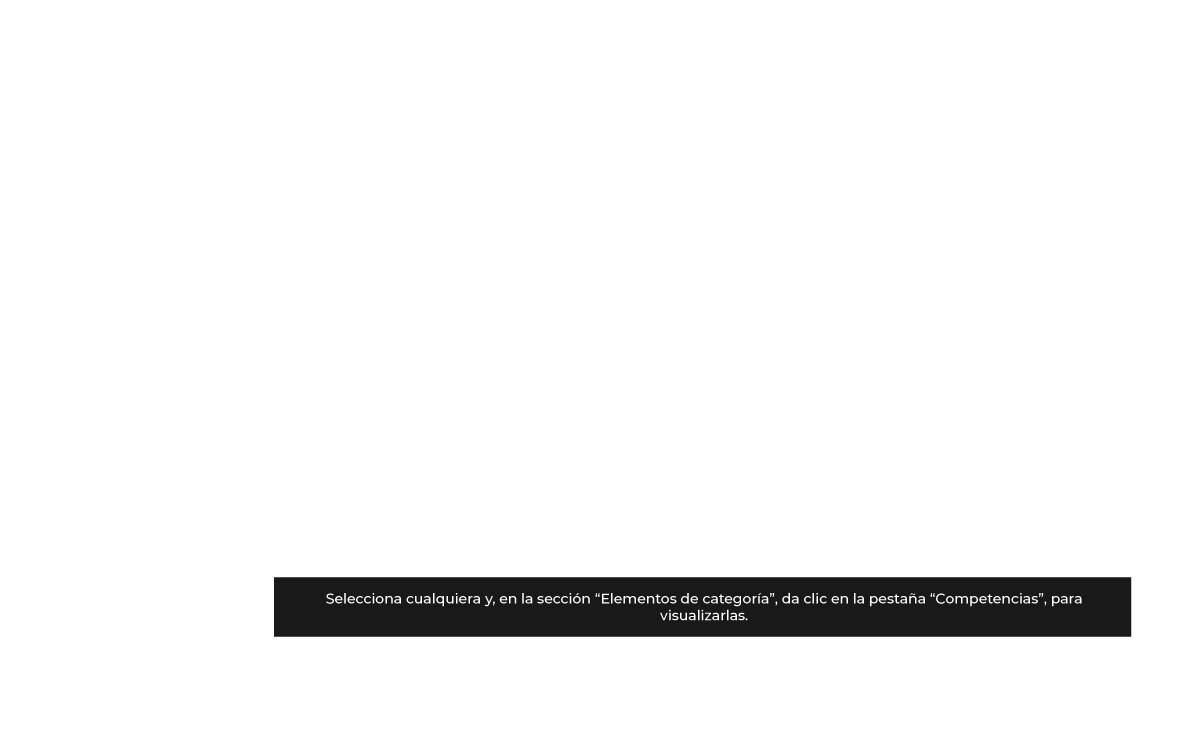 Selecciona cualquiera y, en la sección “Elementos de categoría”, da clic en la pestaña “Competencias”, para
visualizarlas.